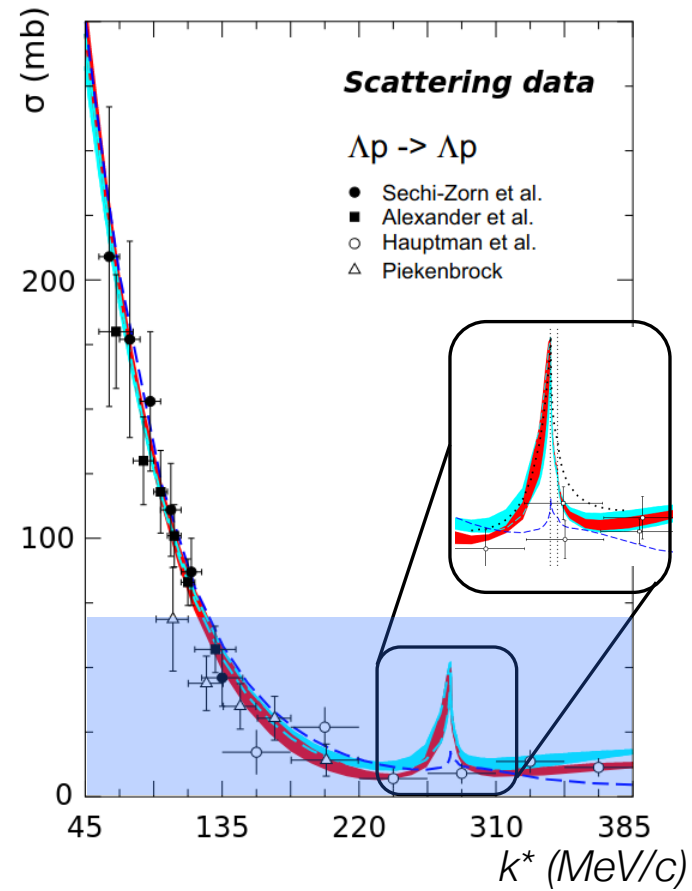 σ (mb)
Scattering data
Λp -> Λp
Sechi-Zorn et al.
Alexander et al.
Hauptman et al.
Piekenbrock
200
100
0
45 135 220 310 385
k* (MeV/c)